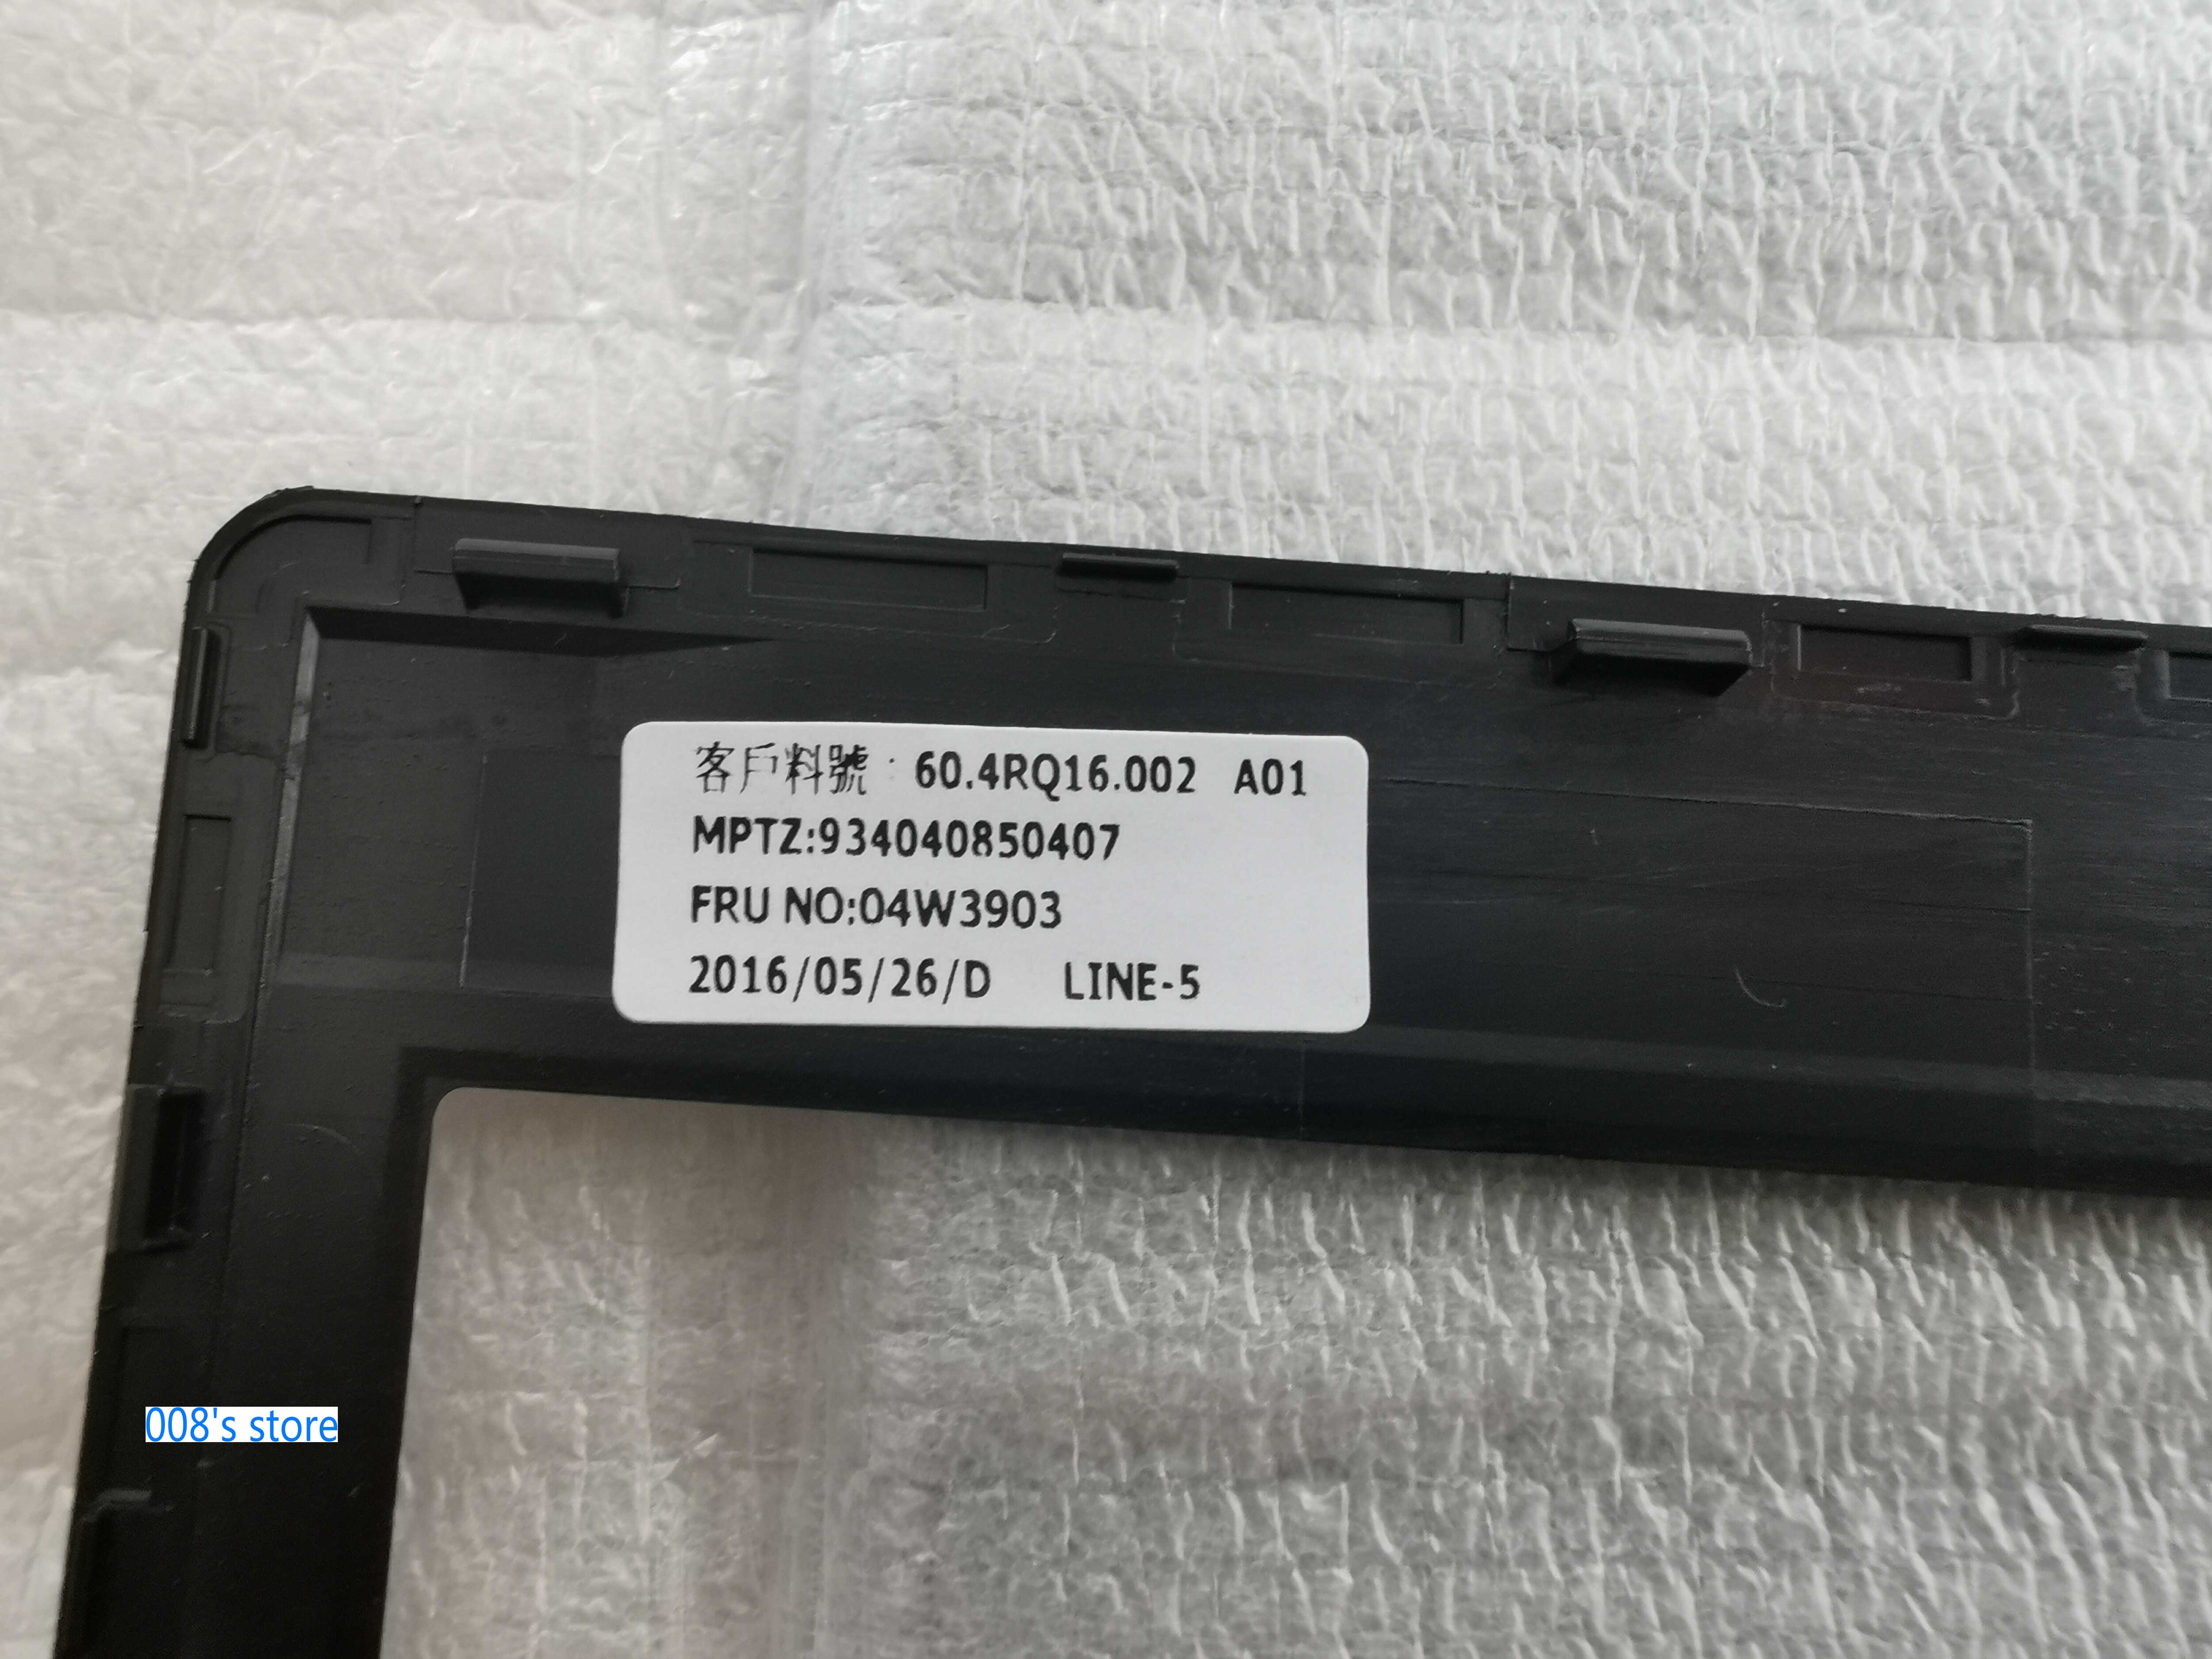 客戶料號：60.4RQ16.002 A01
MPTZ:934040850407
FRU NO:04W3903
2016/05/26/D LINE-5
008's store